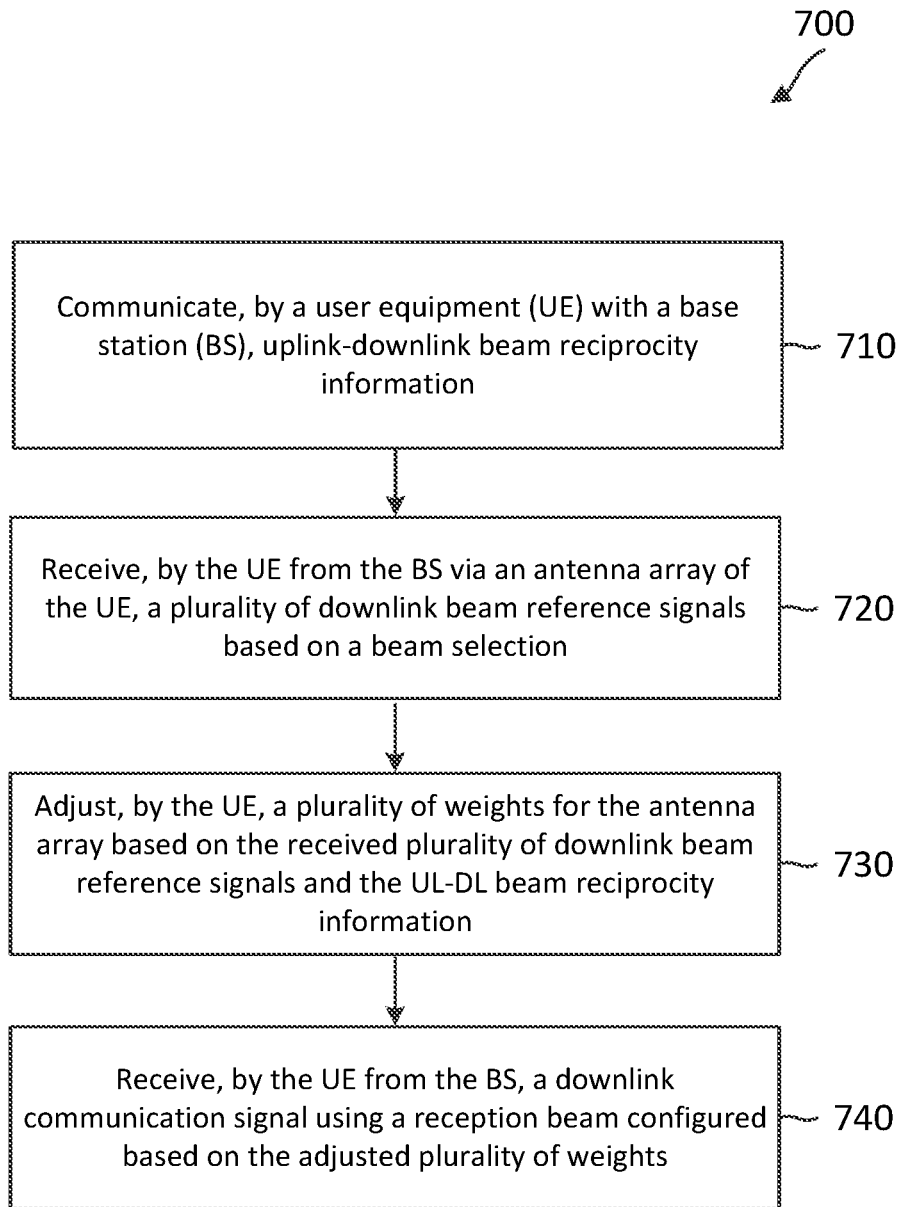 700
Communicate, by a user equipment (UE) with a base
station (BS), uplink-downlink beam reciprocity
information
710
Receive, by the UE from the BS via an antenna array of
the UE, a plurality of downlink beam reference signals
based on a beam selection
720
Adjust, by the UE, a plurality of weights for the antenna
array based on the received plurality of downlink beam
reference signals and the UL-DL beam reciprocity
information
730
Receive, by the UE from the BS, a downlink
communication signal using a reception beam configured
based on the adjusted plurality of weights
740